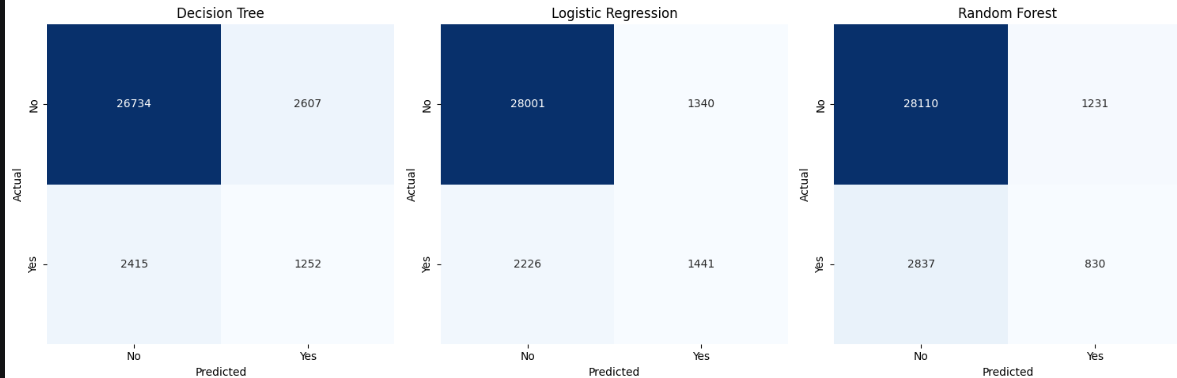 Decision Tree
No
26734
2607
Actual
Yes
2415
1252
No
Yes
Predicted
Logistic Regression
No
28001
1340
Actual
Yes
2226
1441
No
Yes
Predicted
Random Forest
No
28110
1231
Actual
Yes
2837
830
No
Yes
Predicted